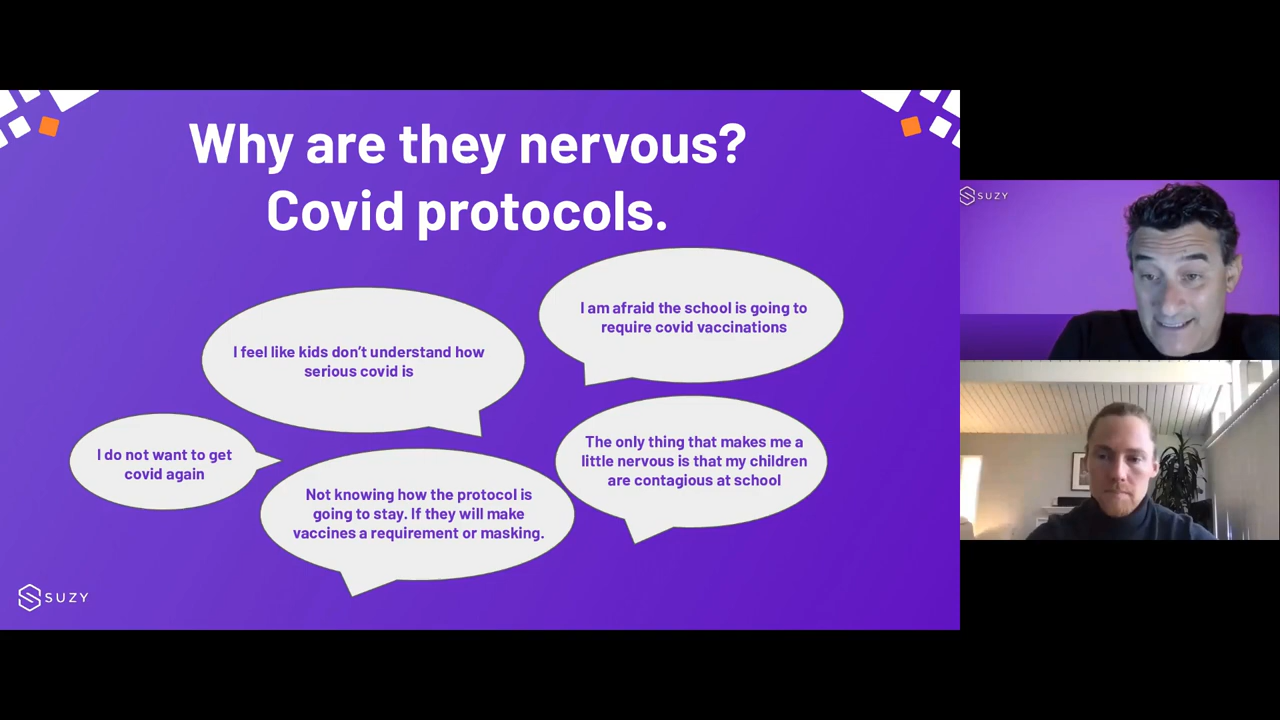 Why are they nervous?
Covid protocols.
I am afraid the school is going to
require covid vaccinations
I feel like kids don’t understand how
serious covid is
I do not want to get
covid again
The only thing that makes me a
little nervous is that my children
are contagious at school
Not knowing how the protocol is
going to stay. If they will make
vaccines a requirement or masking.
SUZY
SUZY